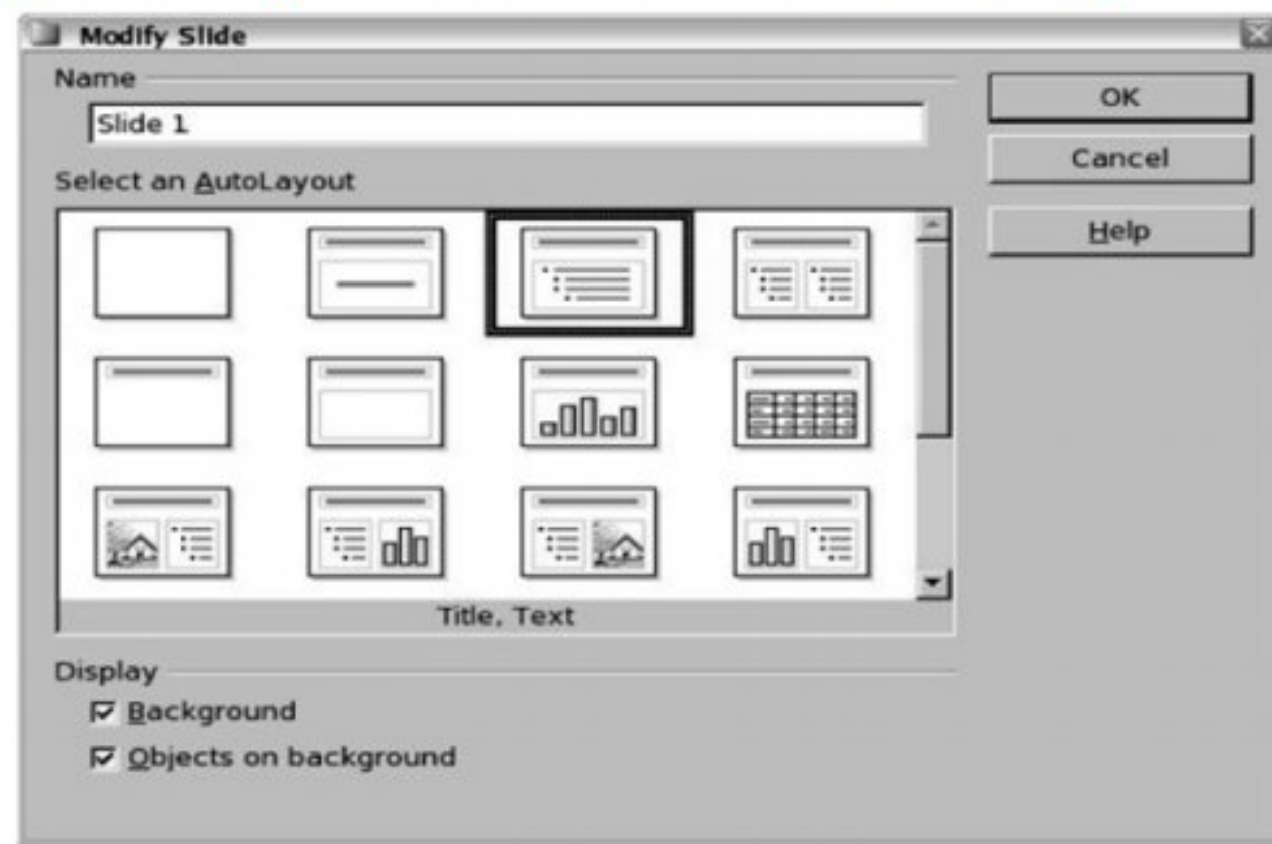 Modify Slide
Name
Slide 1
OK
Cancel
Help
Select an AutoLayout
Title, Text
Display
Background
Objects on background